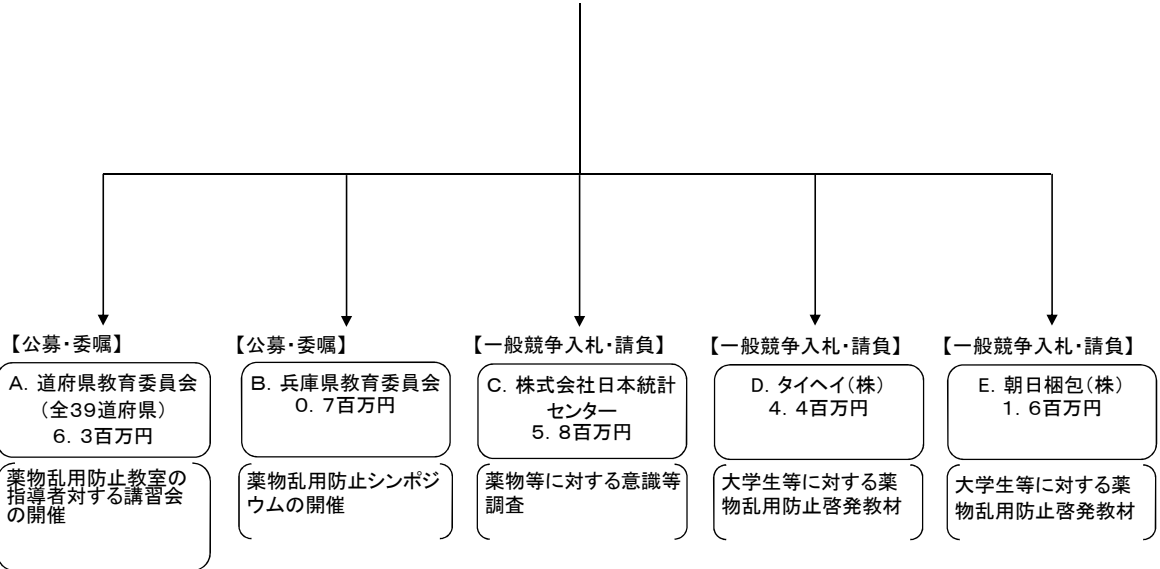 【公募・委嘱】
A. 道府県教育委員会
(全39道府県)
6. 3百万円
薬物乱用防止教室の
指導者対する講習会
の開催
【公募・委嘱】
B. 兵庫県教育委員会
0. 7百万円
薬物乱用防止シンポジ
ウムの開催
【一般競争入札・請負】
C. 株式会社日本統計
センター
5. 8百万円
薬物等に対する意識等
調査
【一般競争入札・請負】
D. タイヘイ(株)
4. 4百万円
大学生等に対する薬
物乱用防止啓発教材
【一般競争入札・請負】
E. 朝日梱包(株)
1. 6百万円
大学生等に対する薬
物乱用防止啓発教材